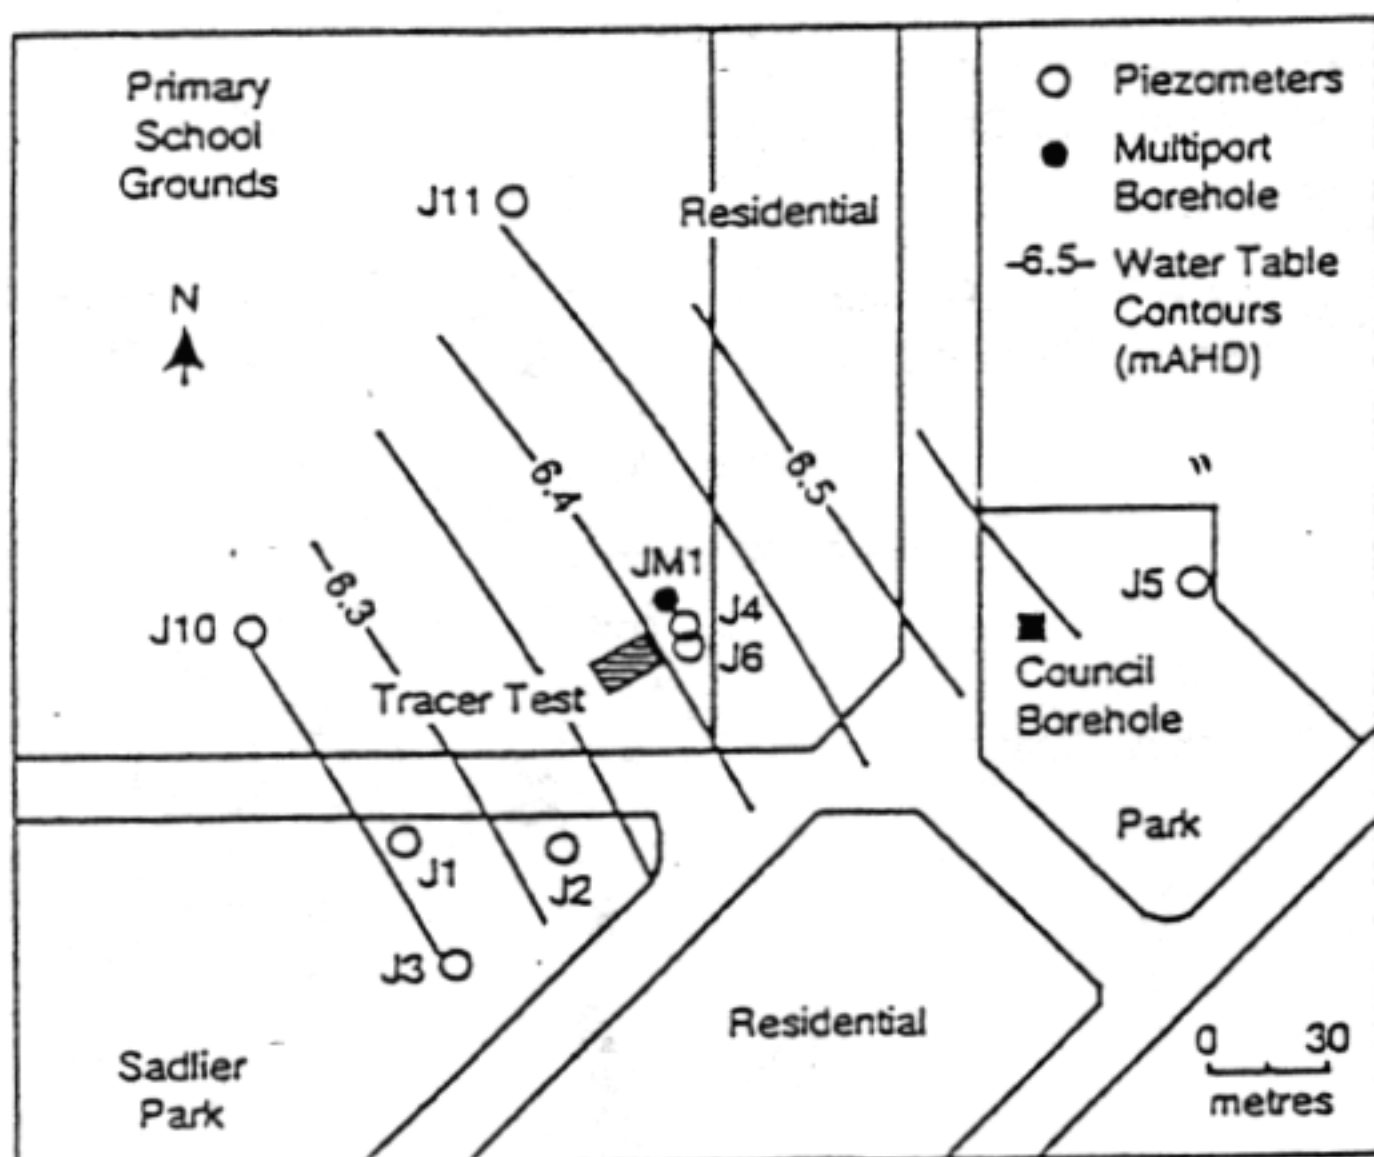 Primary
School
Grounds
N
J11
Residential
Piezometers
Multiport
Borehole
-6.5- Water Table
Contours
(mAHD)
6.4
6.5
6.3
JM1
J4
J6
J10
J5
Tracer Test
Council
Borehole
J1
J2
J3
Park
Sadlier
Park
Residential
0 30
metres